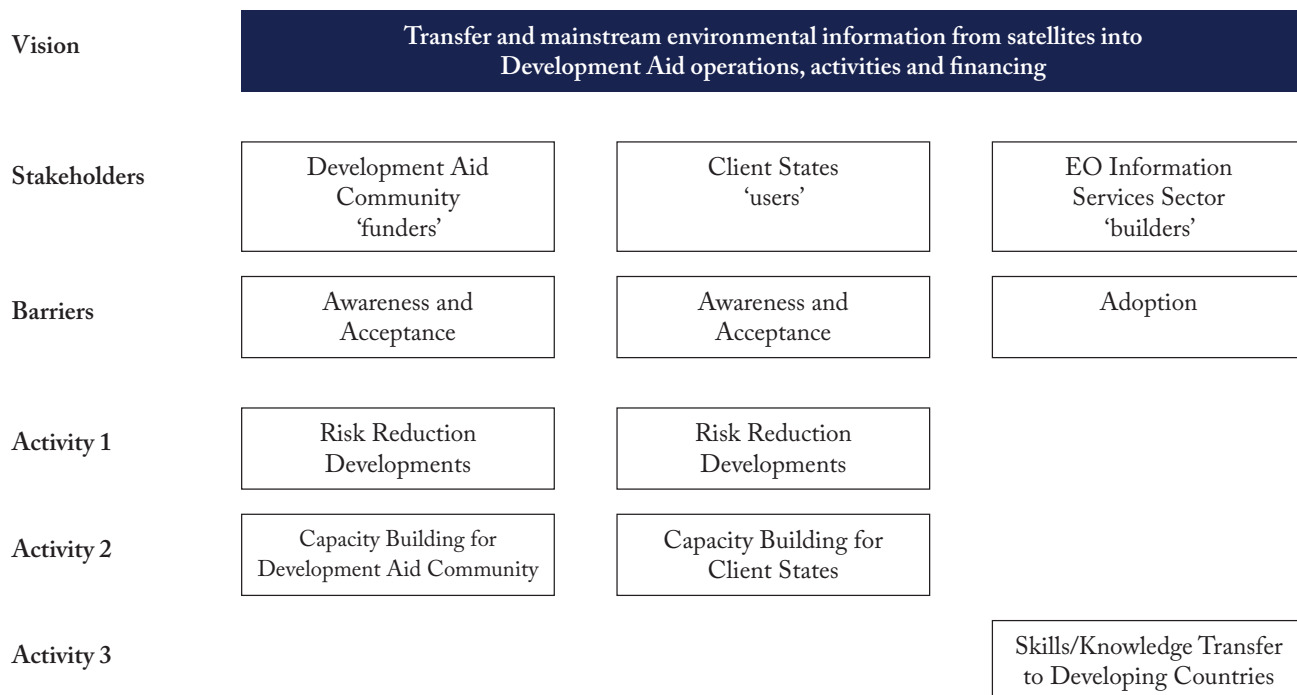 Vision
Transfer and mainstream environmental information from satellites into
Development Aid operations, activities and financing
Stakeholders
Development Aid
Community
‘funders’
Client States
‘users’
EO Information
Services Sector
‘builders’
Barriers
Awareness and
Acceptance
Awareness and
Acceptance
Adoption
Activity 1
Risk Reduction
Developments
Risk Reduction
Developments
Activity 2
Capacity Building for
Development Aid Community
Capacity Building for
Client States
Activity 3
Skills/Knowledge Transfer
to Developing Countries